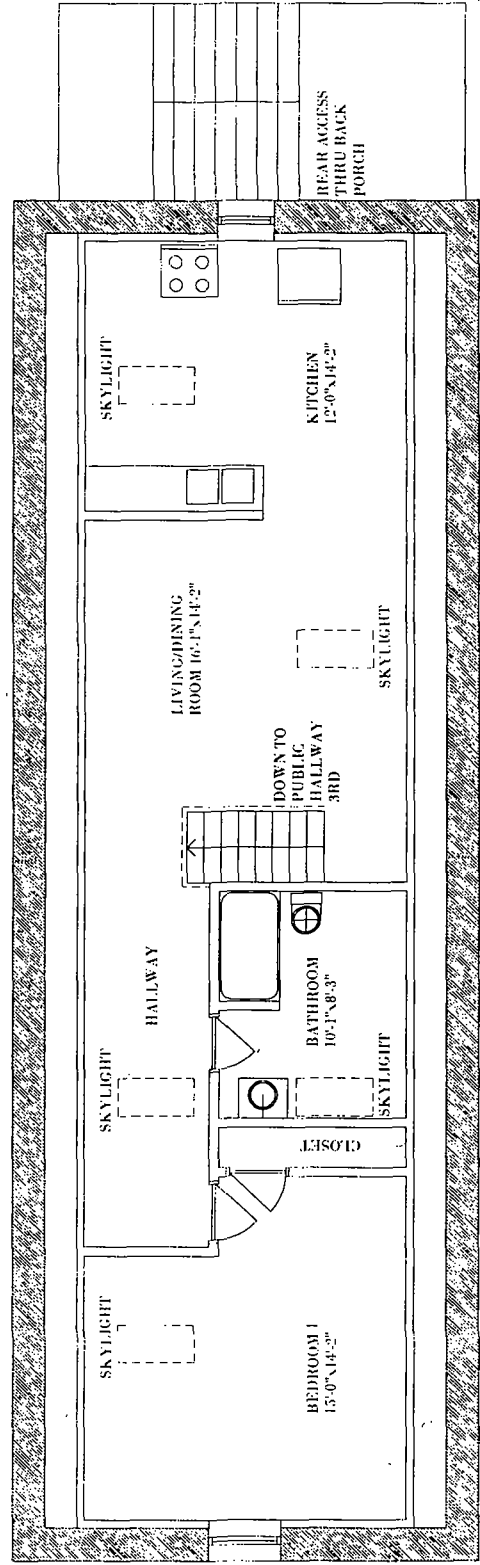 REAR ACCESS
THRU BACK
PORCH
SKYLIGHT
KITCHEN
12'-0"x14'-2"
LIVING/DINING
ROOM 16'-1"x14'-2"
SKYLIGHT
DOWN TO
PUBLIC
HALLWAY
3RD
HALLWAY
BATHROOM
10'-1"x8'-3"
SKYLIGHT
SKYLIGHT
CLOSET
SKYLIGHT
BEDROOM 1
15'-0"x14'-2"